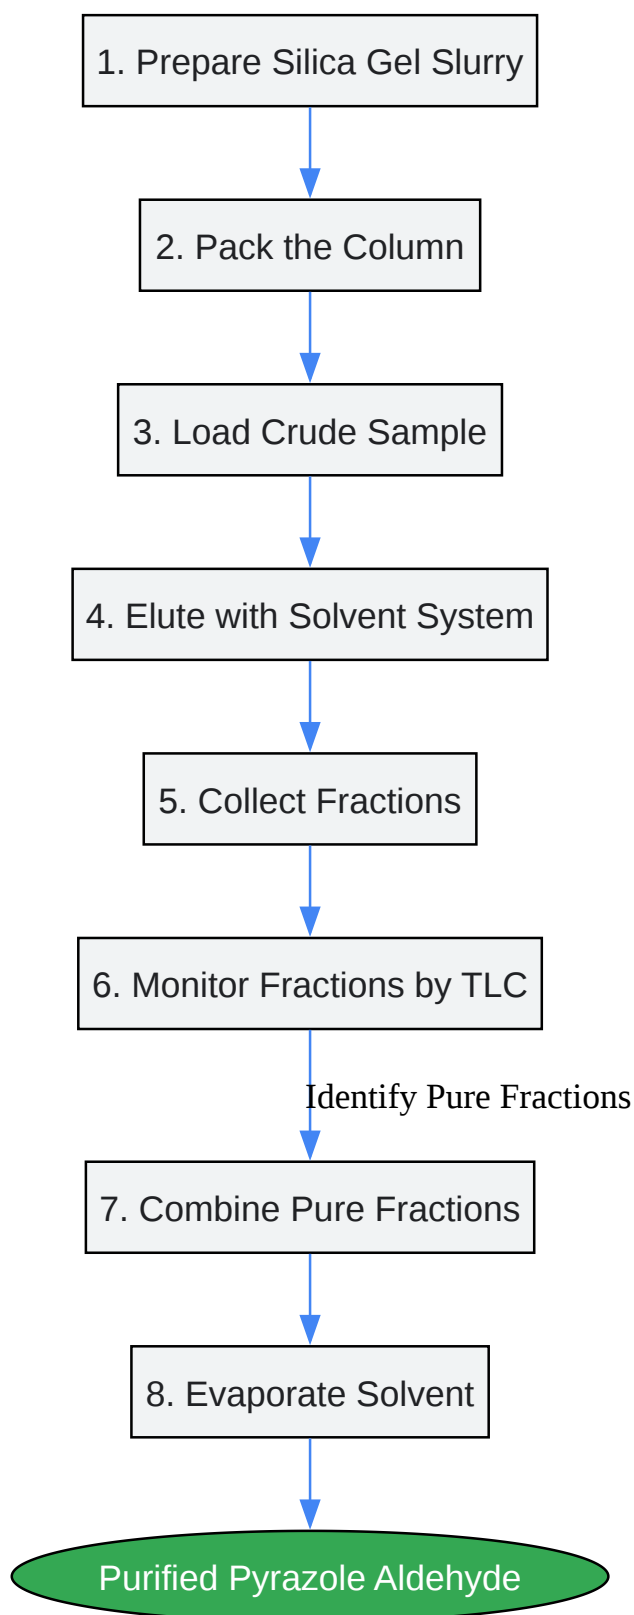 1. Prepare Silica Gel Slurry
2. Pack the Column
3. Load Crude Sample
4. Elute with Solvent System
5. Collect Fractions
6. Monitor Fractions by TLC
Identify Pure Fractions
7. Combine Pure Fractions
8. Evaporate Solvent
Purified Pyrazole Aldehyde